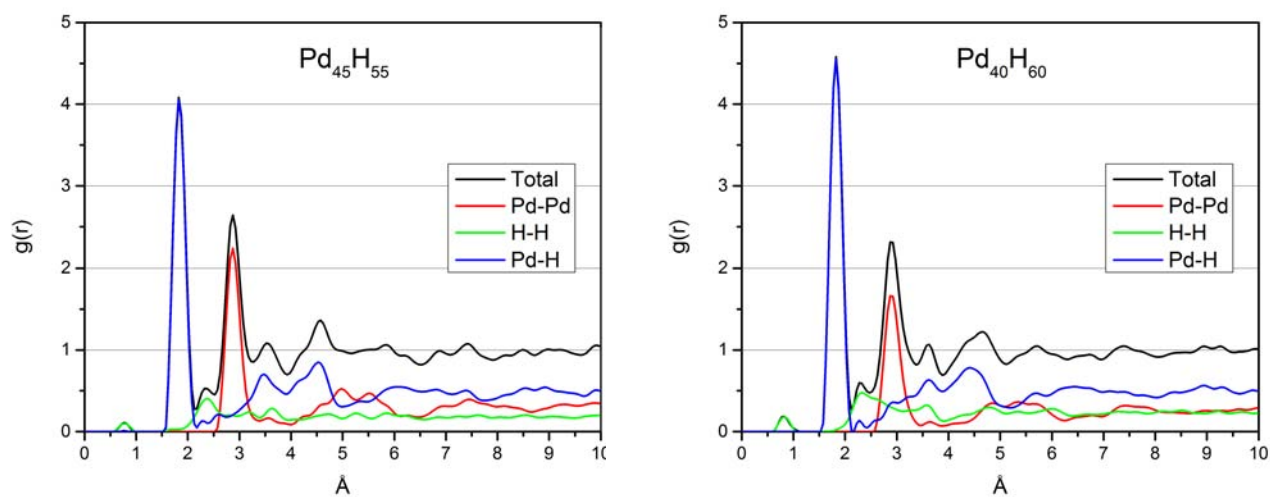 Pd45H55
g(r)
5
4
3
2
1
0
Total
Pd-Pd
H-H
Pd-H
0 1 2 3 4 5 6 7 8 9 10
Å
Pd40H60
g(r)
5
4
3
2
1
0
Total
Pd-Pd
H-H
Pd-H
0 1 2 3 4 5 6 7 8 9 10
Å